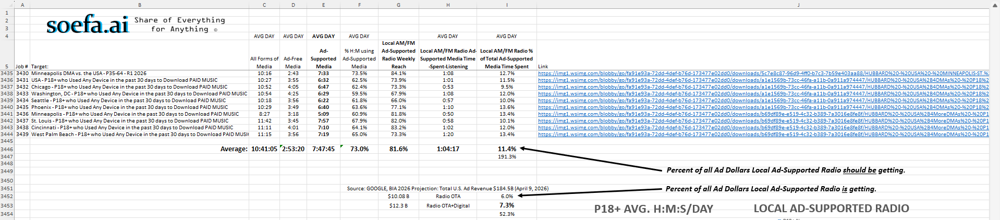 A B C D E F G H I J
1
2 soefa.ai Share of Everything
3 for Anything ©
4 AVG DAY AVG DAY AVG DAY AVG DAY AVG DAY AVG DAY
Local AM/FM
Ad- % H:M using Ad-Supported Local AM/FM Radio Ad- Local AM/FM Radio %
All Forms of Ad-Free Supported Ad-Supported Radio Weekly Supported Media Time of Total Ad-Supported
5 Job # Target: Media Media Media Media Reach -Spent-Listening Media Time Spent Link
3435 3430 Minneapolis DMA vs. the USA - P35-64 - R1 2026 10:16 2:43 7:33 73.5% 84.1% 1:08 12.7% https://img1.wsimg.com/blobby/go/fa91e93a-72dd-4def-b76d-173477e02dd0/downloads/5c7e8c87-96d9-4ff0-b7c3-7b59e403aa88/HUBBARD%20-%20USA%20-%20MINNEAPOLIS-ST.%2
3436 3431 USA - P18+ who Used Any Device in the past 30 days to Download PAID MUSIC 10:27 3:55 6:32 62.5% 73.9% 1:01 11.5% https://img1.wsimg.com/blobby/go/fa91e93a-72dd-4def-b76d-173477e02dd0/downloads/a1e1569b-73cc-46fa-a11b-0a911a974447/HUBBARD%20-%20USA%2B4DMAs%20-%20P18%2
3437 3432 Chicago - P18+ who Used Any Device in the past 30 days to Download PAID MUSIC 10:52 4:05 6:47 62.4% 73.3% 0:53 9.5% https://img1.wsimg.com/blobby/go/fa91e93a-72dd-4def-b76d-173477e02dd0/downloads/a1e1569b-73cc-46fa-a11b-0a911a974447/HUBBARD%20-%20USA%2B4DMAs%20-%20P18%2
3438 3433 Washington, DC - P18+ who Used Any Device in the past 30 days to Download PAID MUSIC 10:54 4:25 6:29 59.5% 67.9% 1:08 12.0% https://img1.wsimg.com/blobby/go/fa91e93a-72dd-4def-b76d-173477e02dd0/downloads/a1e1569b-73cc-46fa-a11b-0a911a974447/HUBBARD%20-%20USA%2B4DMAs%20-%20P18%2
3439 3434 Seattle - P18+ who Used Any Device in the past 30 days to Download PAID MUSIC 10:18 3:56 6:22 61.8% 66.0% 0:57 10.0% https://img1.wsimg.com/blobby/go/fa91e93a-72dd-4def-b76d-173477e02dd0/downloads/a1e1569b-73cc-46fa-a11b-0a911a974447/HUBBARD%20-%20USA%2B4DMAs%20-%20P18%2
3440 3435 Phoenix - P18+ who Used Any Device in the past 30 days to Download PAID MUSIC 10:29 3:49 6:40 63.6% 77.1% 1:10 13.6% https://img1.wsimg.com/blobby/go/fa91e93a-72dd-4def-b76d-173477e02dd0/downloads/a1e1569b-73cc-46fa-a11b-0a911a974447/HUBBARD%20-%20USA%2B4DMAs%20-%20P18%2
3441 3436 Minneapolis - P18+ who Used Any Device in the past 30 days to Download PAID MUSIC 8:27 3:18 5:09 60.9% 81.8% 0:50 13.4% https://img1.wsimg.com/blobby/go/fa91e93a-72dd-4def-b76d-173477e02dd0/downloads/b69df89e-e519-4c32-b389-7a3016e8fe8f/HUBBARD%20-%20USA%2B4MoreDMAs%20-%20P1
3442 3437 St. Louis - P18+ who Used Any Device in the past 30 days to Download PAID MUSIC 11:42 3:45 7:57 67.9% 82.0% 0:58 10.1% https://img1.wsimg.com/blobby/go/fa91e93a-72dd-4def-b76d-173477e02dd0/downloads/b69df89e-e519-4c32-b389-7a3016e8fe8f/HUBBARD%20-%20USA%2B4MoreDMAs%20-%20P1
3443 3438 Cincinnati - P18+ who Used Any Device in the past 30 days to Download PAID MUSIC 11:11 4:01 7:10 64.1% 83.2% 1:02 12.0% https://img1.wsimg.com/blobby/go/fa91e93a-72dd-4def-b76d-173477e02dd0/downloads/b69df89e-e519-4c32-b389-7a3016e8fe8f/HUBBARD%20-%20USA%2B4MoreDMAs%20-%20P1
3444 3439 West Palm Beach - P18+ who Used Any Device in the past 30 days to Download PAID MUSI 11:15 3:56 7:19 65.0% 73.3% 1:20 13.4% https://img1.wsimg.com/blobby/go/fa91e93a-72dd-4def-b76d-173477e02dd0/downloads/b69df89e-e519-4c32-b389-7a3016e8fe8f/HUBBARD%20-%20USA%2B4MoreDMAs%20-%20P1
3445
3446 Average: 10:41:05 2:53:20 7:47:45 73.0% 81.6% 1:04:17 11.4%
3447 191.3%
3448
3449 Percent of all Ad Dollars Local Ad-Supported Radio should be getting.
3450
3451 Source: GOOGLE, BIA 2026 Projection: Total U.S. Ad Revenue $184.5B (April 9, 2026) Percent of all Ad Dollars Local Ad-Supported Radio is getting.
3452 $10.08 B Radio OTA 6.0%
3453 $12.3 B Radio OTA+Digital 7.3% P18+ AVG. H:M:S/DAY LOCAL AD-SUPPORTED RADIO
3454 52.3%